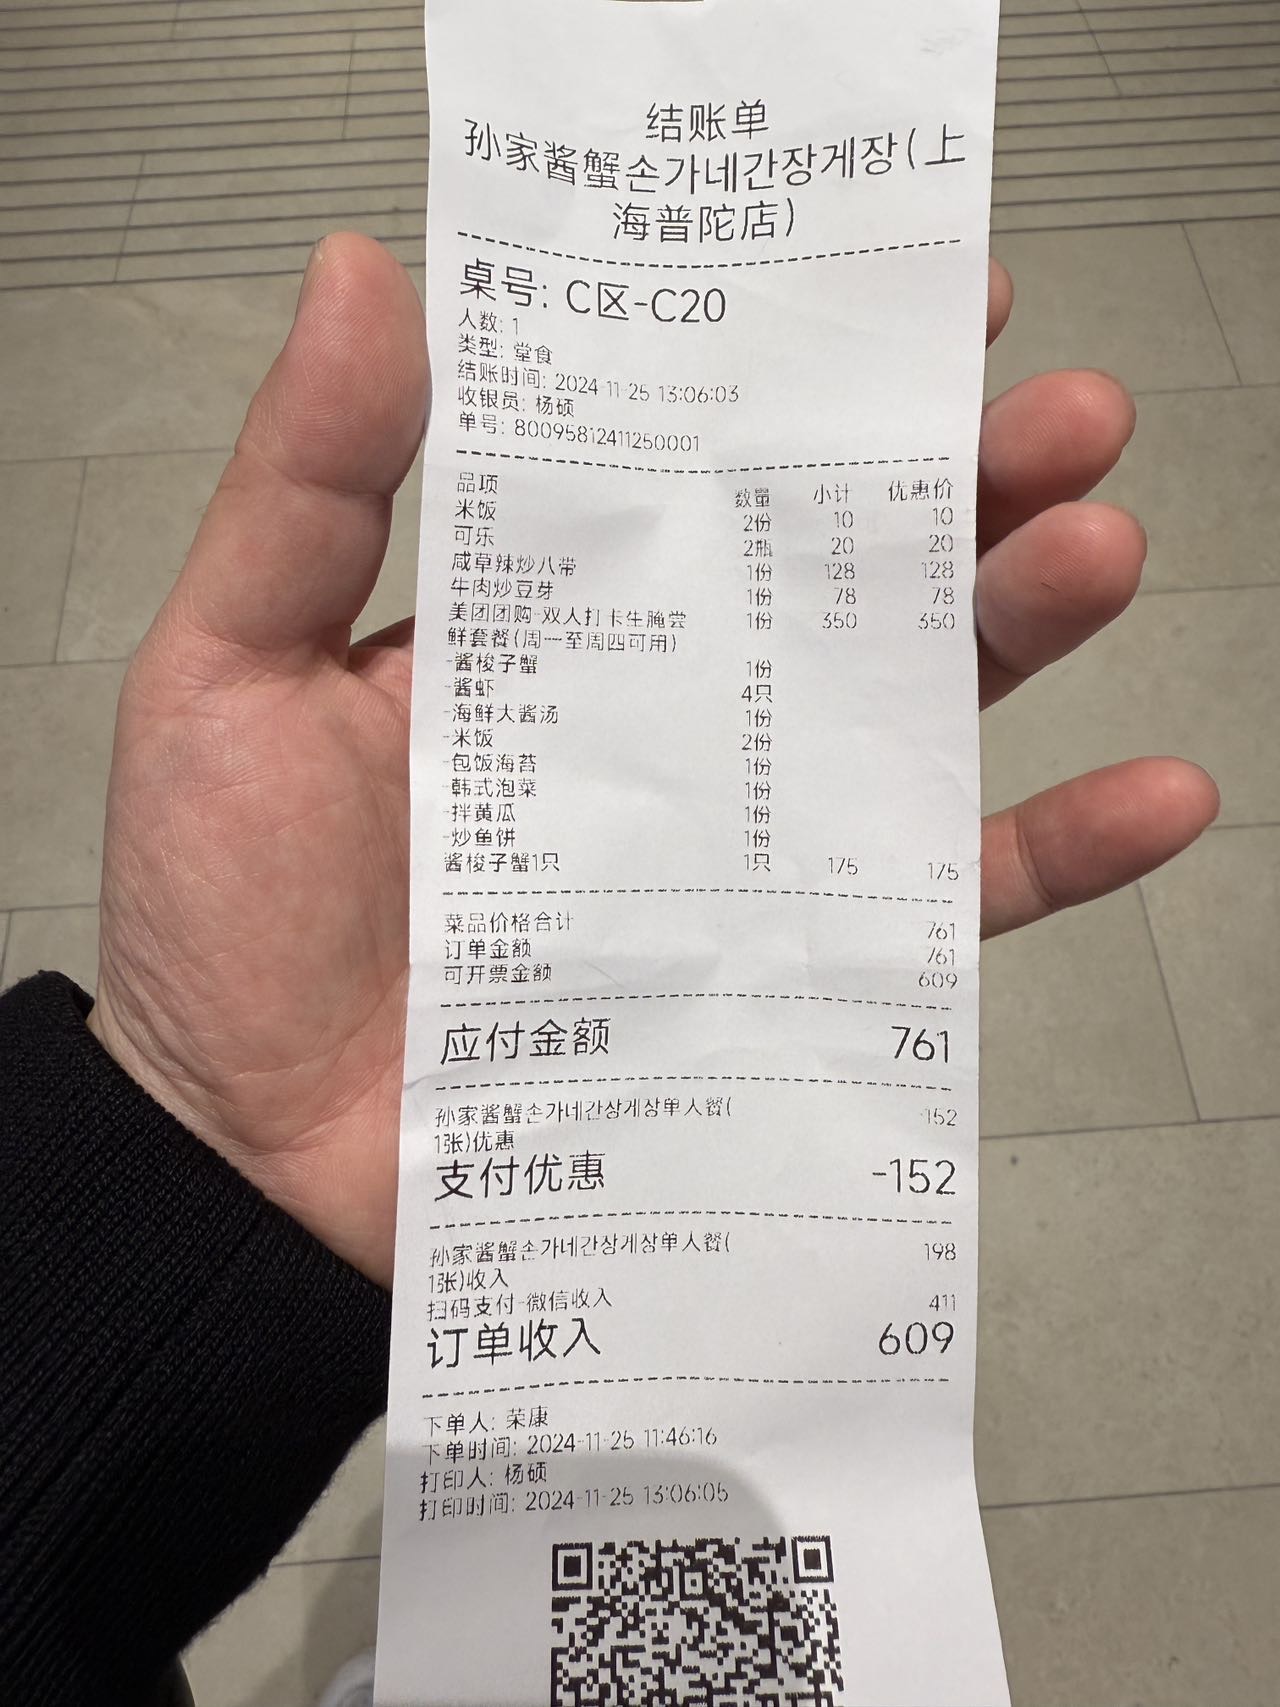 结账单
孙家酱蟹손가네간장게장(上
海普陀店)
桌号: C区-C20
人数: 1
类型: 堂食
结账时间: 2024-11-25 13:06:03
收银员: 杨硕
单号: 80095812411250001
品项 数量 小计 优惠价
米饭 2份 10 10
可乐 2瓶 20 20
咸草辣炒八带 1份 128 128
牛肉炒豆芽 1份 78 78
美团团购-双人打卡生腌尝 1份 350 350
鲜套餐(周一至周四可用)
-酱梭子蟹 1份
-酱虾 4只
-海鲜大酱汤 1份
-米饭 2份
-包饭海苔 1份
-韩式泡菜 1份
-拌黄瓜 1份
-炒鱼饼 1份
酱梭子蟹1只 1只 175 175
菜品价格合计 761
订单金额 761
可开票金额 609
应付金额 761
孙家酱蟹손가네간장게장单人餐( -152
1张)优惠
支付优惠 -152
孙家酱蟹손가네간장게장单人餐( 198
1张)收入
扫码支付-微信收入 411
订单收入 609
下单人: 荣康
下单时间: 2024-11-25 11:46:16
打印人: 杨硕
打印时间: 2024-11-25 13:06:05